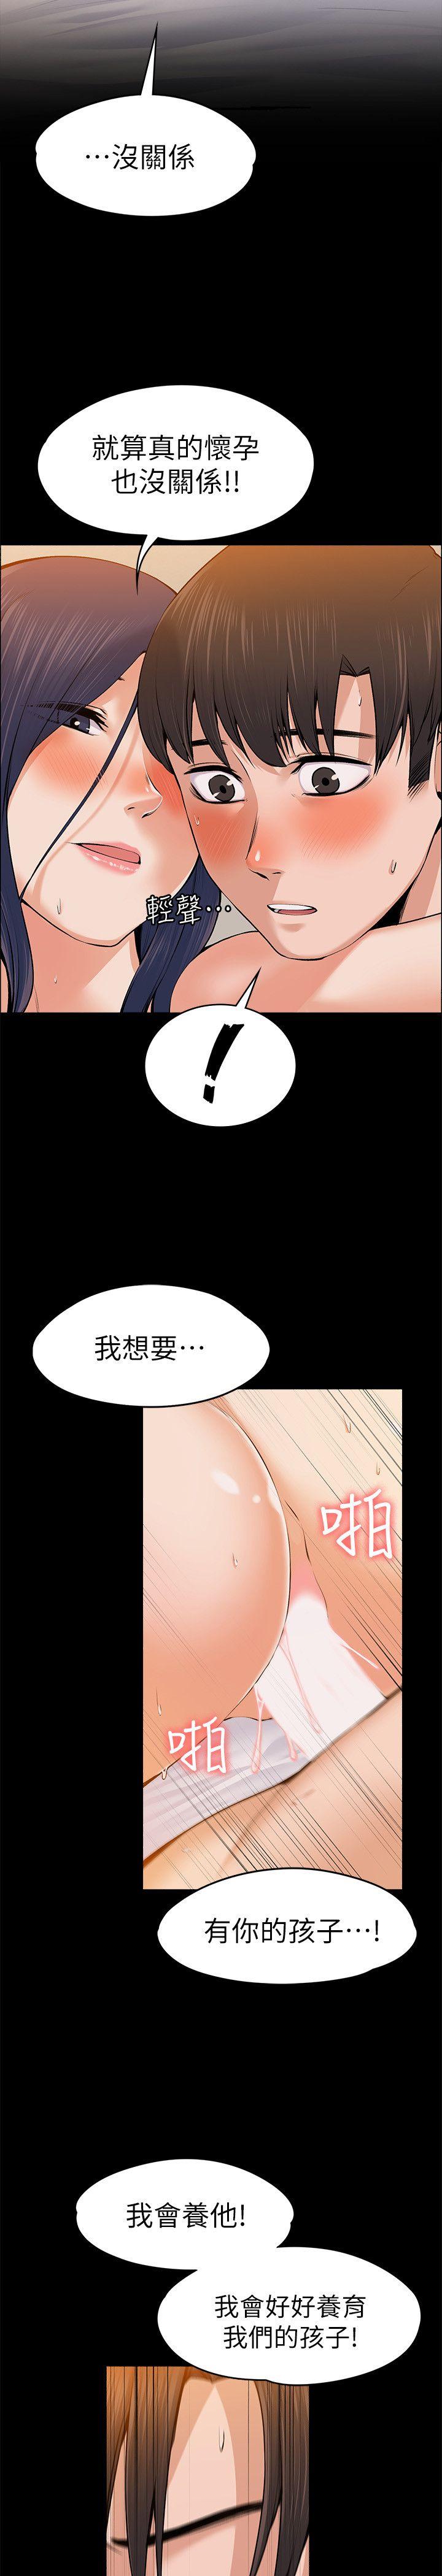 …沒關係
就算真的懷孕
也沒關係!!
輕聲…
!
我想要…
啪
啪
有你的孩子…!
我會養他!
我會好好養育
我們的孩子!